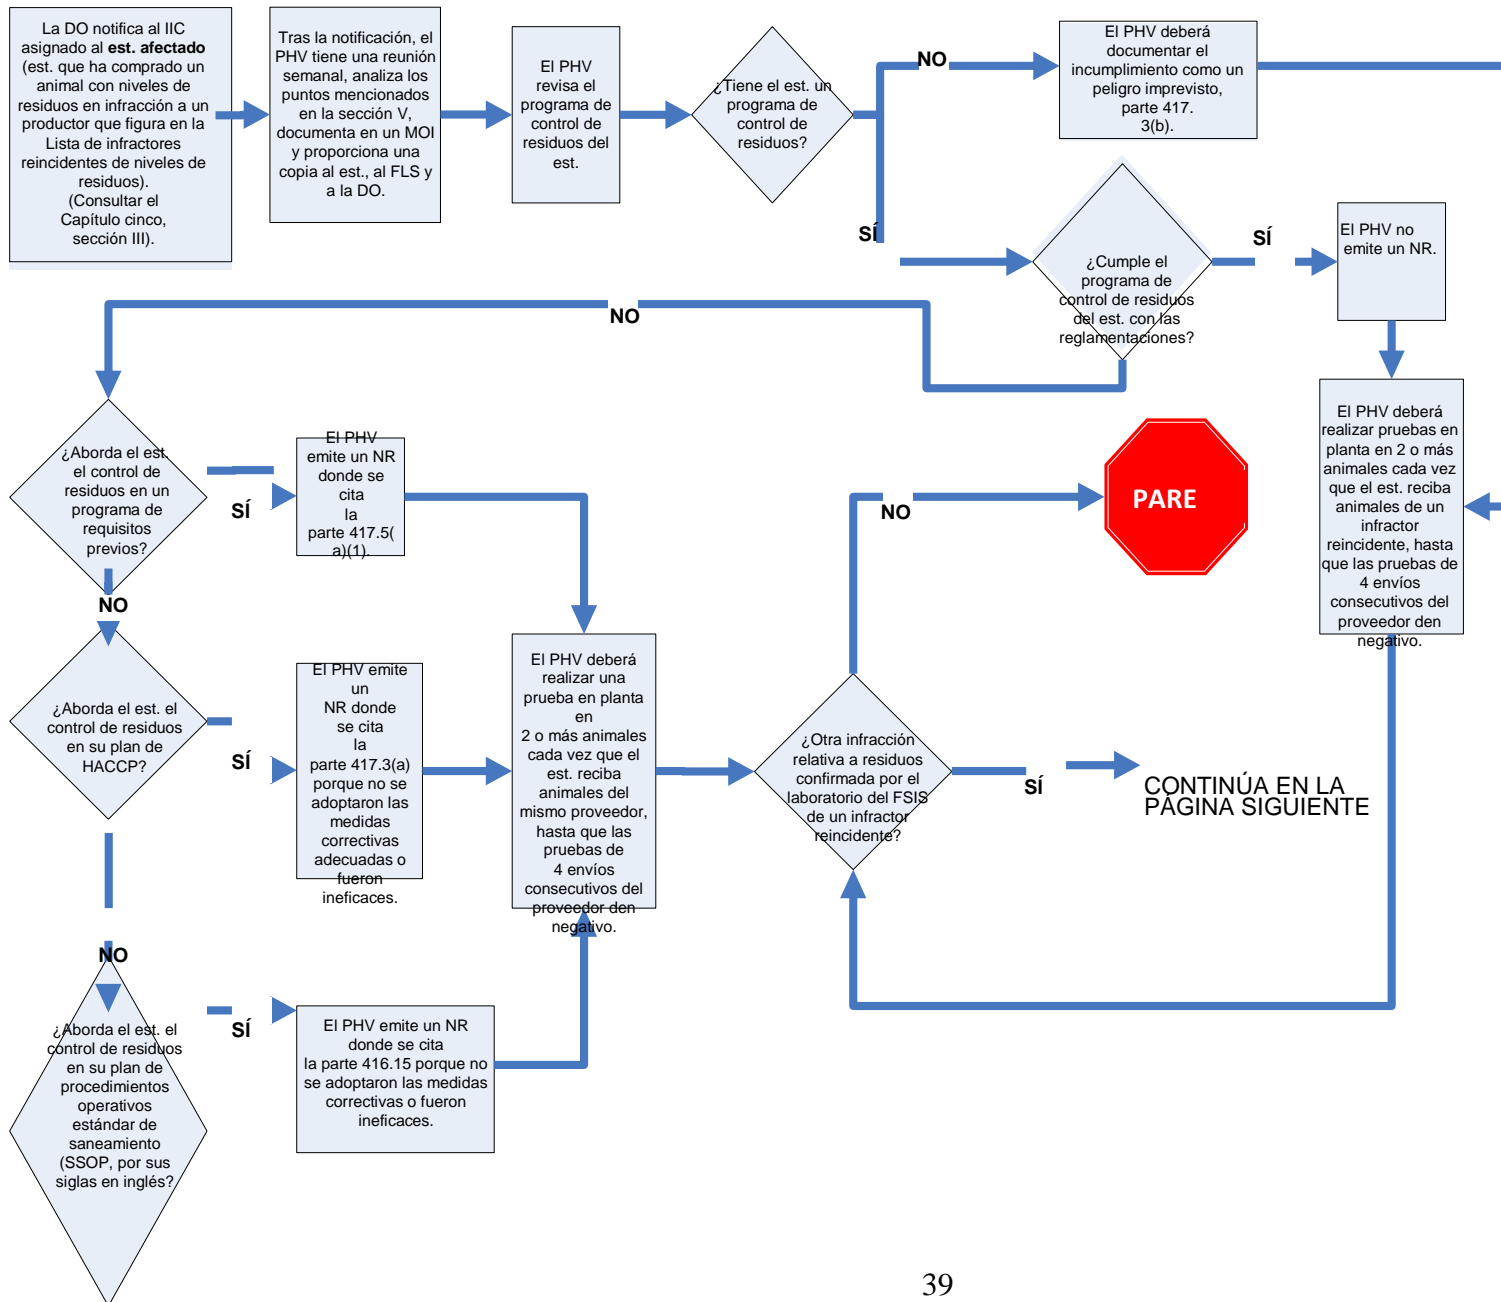 La DO notifica al IIC
asignado al est. afectado
(est. que ha comprado un
animal con niveles de
residuos en infracción a un
productor que figura en la
Lista de infractores
reincidentes de niveles de
residuos).
(Consultar el
Capítulo cinco,
sección III).
Tras la notificación, el
PHV tiene una reunión
semanal, analiza los
puntos mencionados
en la sección V,
documenta en un MOI
y proporciona una
copia al est., al FLS y
a la DO.
El PHV
revisa el
programa de
control de
residuos del
est.
¿Tiene el est. un
programa de
control de
residuos?
NO
El PHV deberá
documentar el
incumplimiento como un
peligro imprevisto,
parte 417.
3(b).
SÍ
¿Cumple el
programa de
control de residuos
del est. con las
reglamentaciones?
SÍ
El PHV no
emite un NR.
NO
El PHV deberá
realizar pruebas en
planta en 2 o más
animales cada vez
que el est. reciba
animales de un
infractor
reincidente, hasta
que las pruebas de
4 envíos
consecutivos del
proveedor den
negativo.
¿Aborda el est.
el control de
residuos en un
programa de
requisitos
previos?
SÍ
El PHV
emite un NR
donde se
cita
la
parte 417.5(
a)(1).
NO
¿Aborda el est. el
control de residuos
en su plan de
HACCP?
SÍ
El PHV emite
un
NR donde
se cita
la
parte 417.3(a)
porque no se
adoptaron las
medidas
correctivas
adecuadas o
fueron
ineficaces.
NO
¿Aborda el est. el
control de residuos
en su plan de
procedimientos
operativos
estándar de
saneamiento
(SSOP, por sus
siglas en inglés?
SÍ
El PHV emite un NR
donde se cita
la parte 416.15 porque no
se adoptaron las medidas
correctivas o fueron
ineficaces.
El PHV deberá
realizar una
prueba en planta
en
2 o más animales
cada vez que el
est. reciba
animales del
mismo proveedor,
hasta que las
pruebas de
4 envíos
consecutivos del
proveedor den
negativo.
¿Otra infracción
relativa a residuos
confirmada por el
laboratorio del FSIS
de un infractor
reincidente?
NO
PARE
SÍ
CONTINÚA EN LA
PÁGINA SIGUIENTE
39